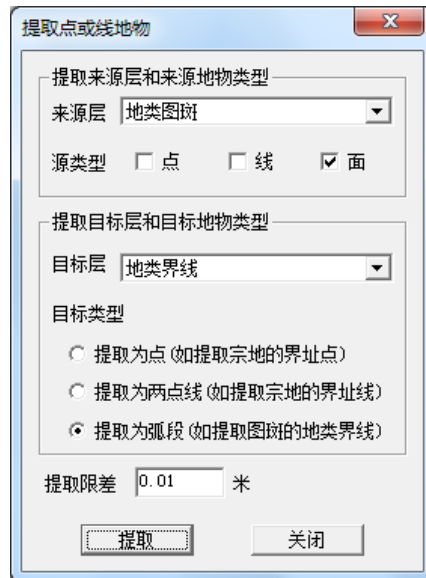 提取点或线地物
提取来源层和来源地物类型
来源层 地类图斑
源类型 点 线 面
提取目标层和目标地物类型
目标层 地类界线
目标类型
提取为点(如提取宗地的界址点)
提取为两点线(如提取宗地的界址线)
提取为弧段(如提取图斑的地类界线)
提取限差 0.01 米
提取 关闭